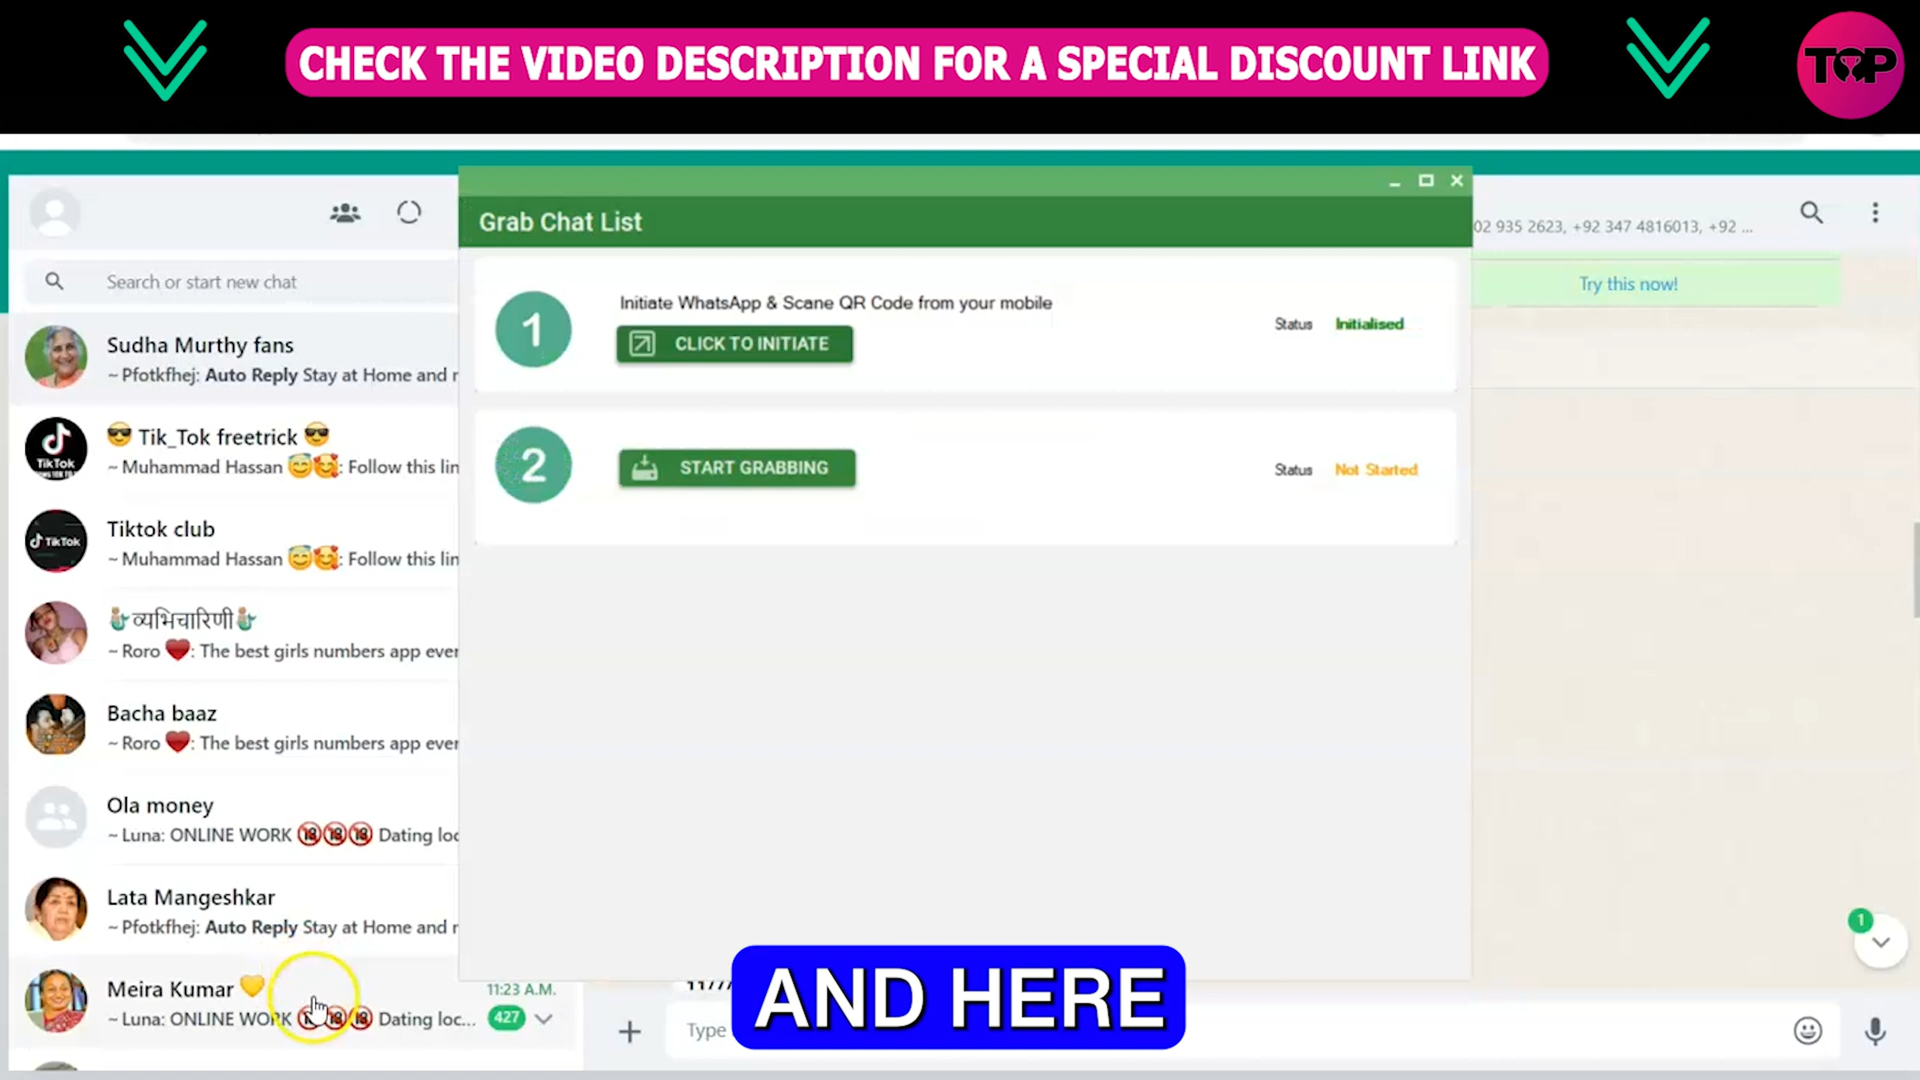 CHECK THE VIDEO DESCRIPTION FOR A SPECIAL DISCOUNT LINK
TOP
Grab Chat List
02 935 2623, +92 347 4816013, +92 ...
Search or start new chat
Try this now!
1
Initiate WhatsApp & Scane QR Code from your mobile
CLICK TO INITIATE
Status Initialised
2
START GRABBING
Status Not Started
Sudha Murthy fans
~ Pfotkfhej: Auto Reply Stay at Home and
😎 Tik_Tok freetrick 😎
~ Muhammad Hassan 😇🥰: Follow this lin
TikTok
Tiktok club
~ Muhammad Hassan 😇🥰: Follow this lin
TikTok
🧜व्यभिचारिणी🧜
~ Roro ❤️: The best girls numbers app ever
Bacha baaz
~ Roro ❤️: The best girls numbers app ever
Ola money
~ Luna: ONLINE WORK 🔞🔞🔞 Dating loc
Lata Mangeshkar
~ Pfotkfhej: Auto Reply Stay at Home and
1
Meira Kumar 💛 11:23 A.M.
~ Luna: ONLINE WORK 🔞🔞🔞 Dating loc... 427
Type
AND HERE